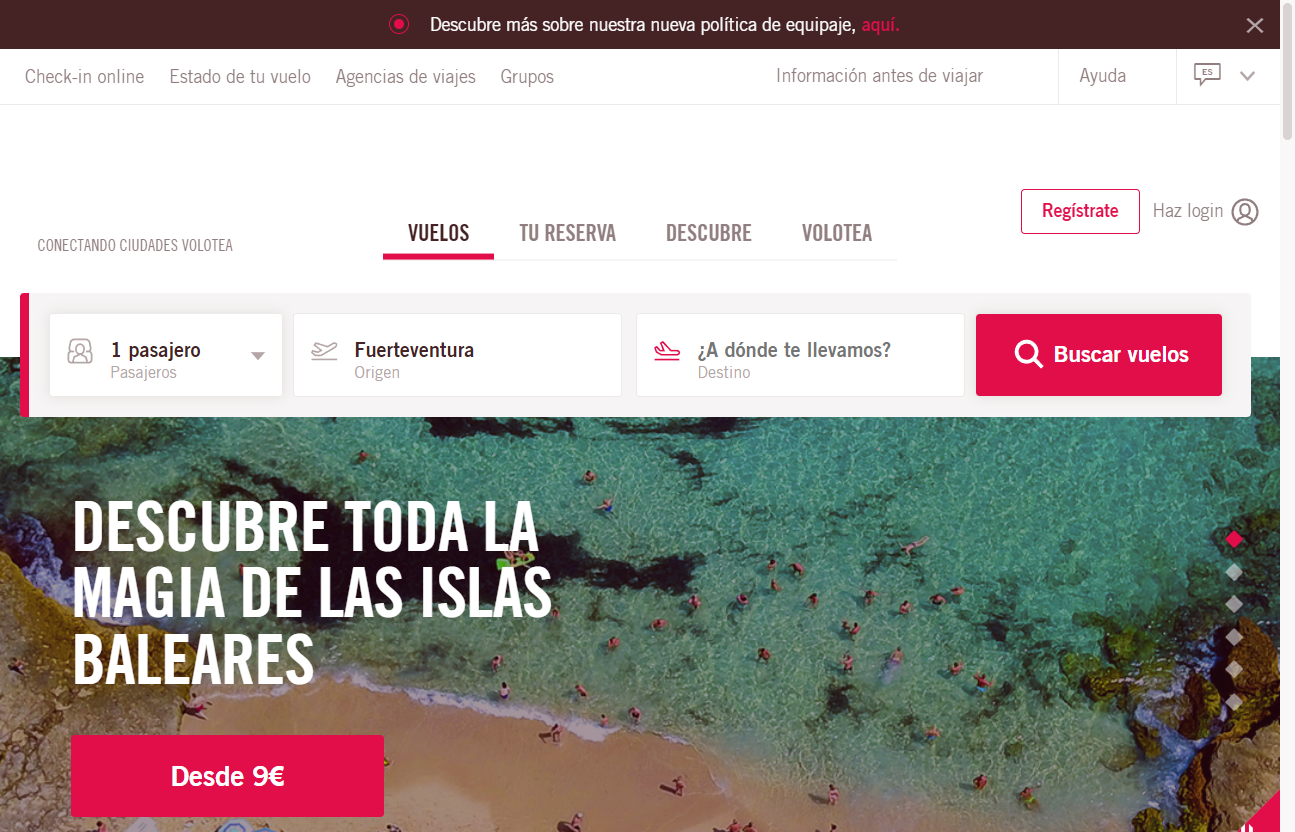 Descubre más sobre nuestra nueva política de equipaje, aquí.
Check-in online Estado de tu vuelo Agencias de viajes Grupos Información antes de viajar Ayuda ES
Regístrate Haz login
CONECTANDO CIUDADES VOLOTEA VUELOS TU RESERVA DESCUBRE VOLOTEA
1 pasajero Fuerteventura ¿A dónde te llevamos? Buscar vuelos
Pasajeros Origen Destino
DESCUBRE TODA LA
MAGIA DE LAS ISLAS
BALEARES
Desde 9€